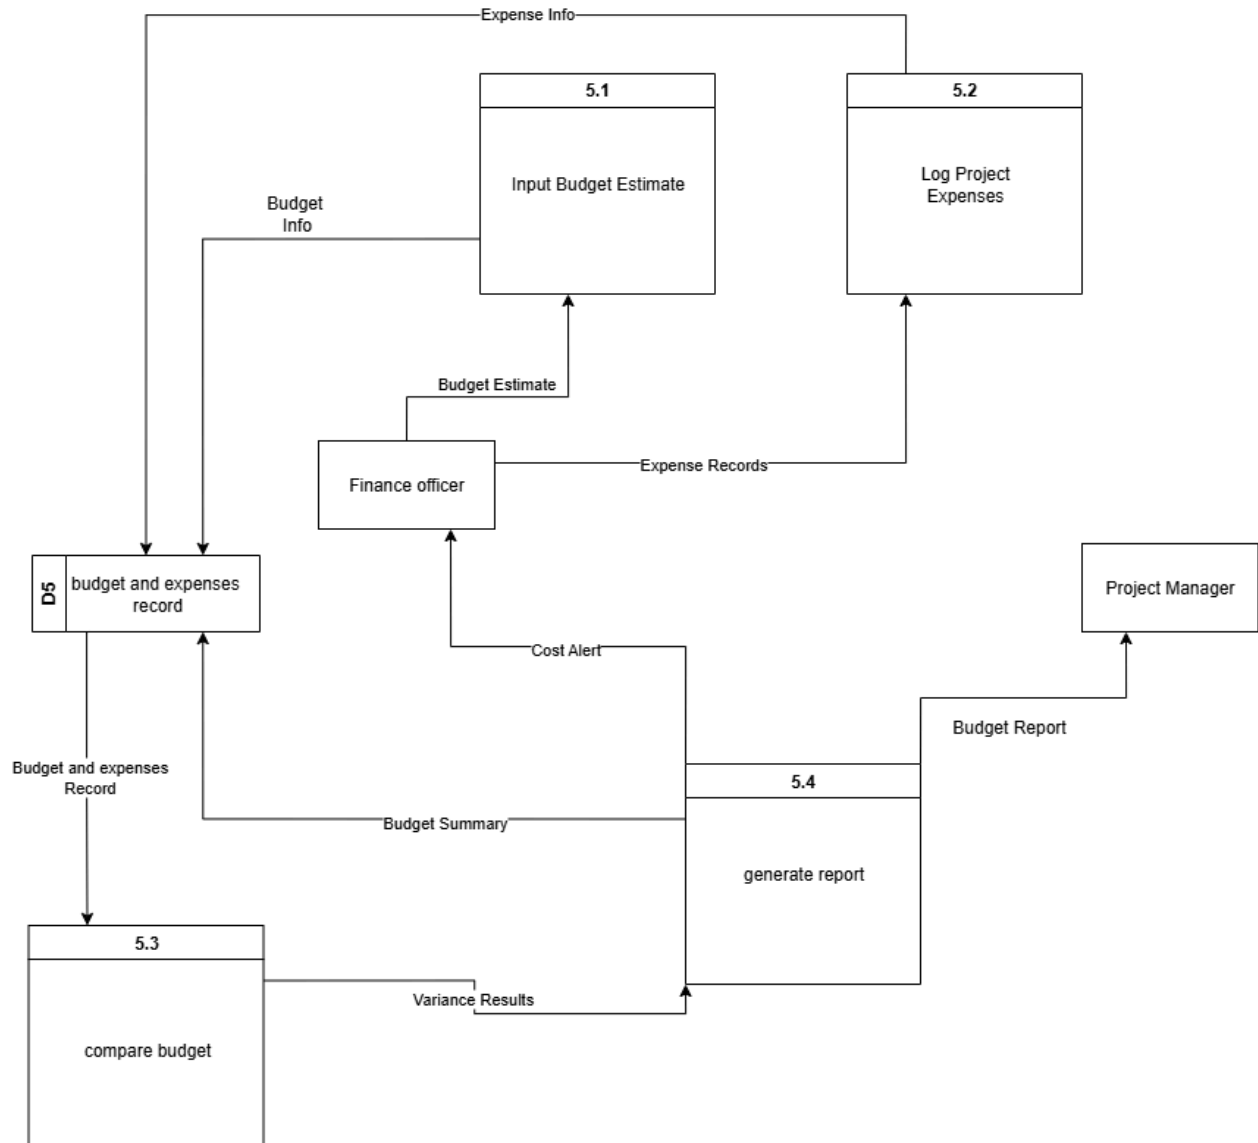 Expense Info
5.1
5.2
Input Budget Estimate
Log Project
Expenses
Budget
Info
Budget Estimate
Expense Records
Finance officer
D5
budget and expenses
record
Project Manager
Cost Alert
Budget Report
Budget and expenses
Record
5.4
Budget Summary
generate report
5.3
Variance Results
compare budget